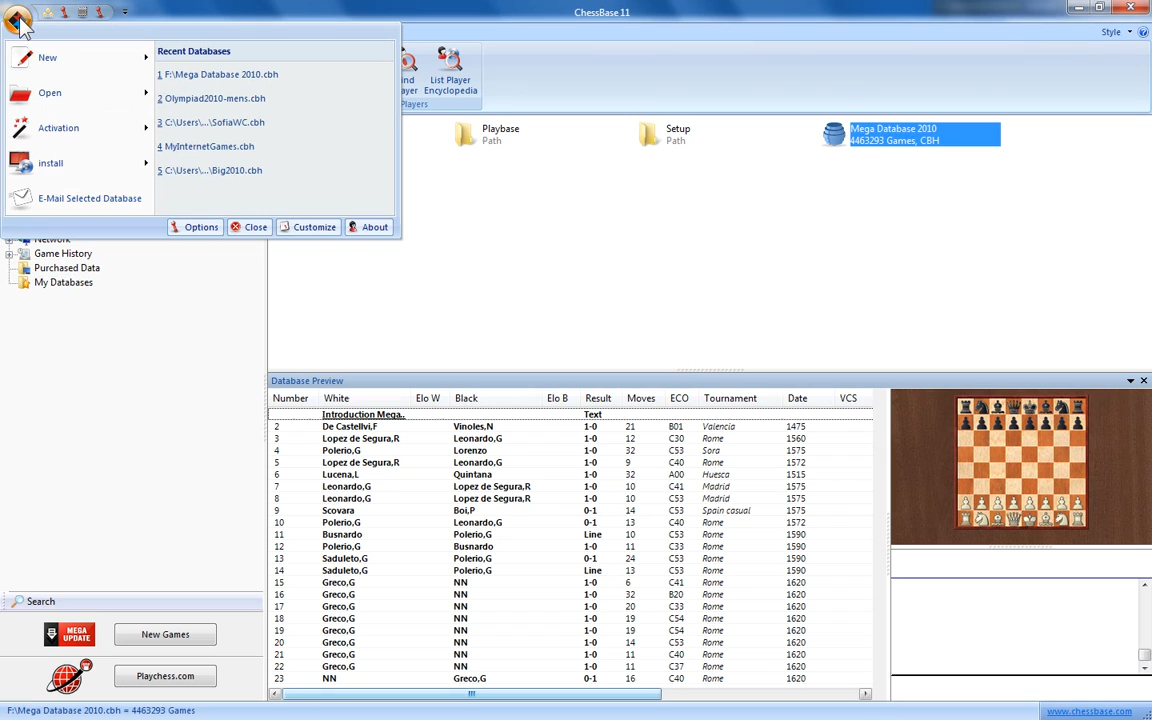 ChessBase 11
Style
New
Open
Activation
install
E-Mail Selected Database
Recent Databases
1 F:\Mega Database 2010.cbh
2 Olympiad2010-mens.cbh
3 C:\Users\...\SofiaWC.cbh
4 MyInternetGames.cbh
5 C:\Users\...\Big2010.cbh
Options
Close
Customize
About
List Player
Encyclopedia
Playbase
Path
Setup
Path
Mega Database 2010
4463293 Games, CBH
Game History
Purchased Data
My Databases
Search
MEGA
UPDATE
New Games
Playchess.com
Database Preview
Number White Elo W Black Elo B Result Moves ECO Tournament Date VCS
Introduction Mega.. Text
2 De Castellvi,F Vinoles,N 1-0 21 B01 Valencia 1475
3 Lopez de Segura,R Leonardo,G 1-0 12 C30 Rome 1560
4 Polerio,G Lorenzo 1-0 32 C53 Sora 1575
5 Lopez de Segura,R Leonardo,G 1-0 9 C40 Rome 1572
6 Lucena,L Quintana 1-0 32 A00 Huesca 1515
7 Leonardo,G Lopez de Segura,R 1-0 10 C41 Madrid 1575
8 Leonardo,G Lopez de Segura,R 1-0 10 C53 Madrid 1575
9 Scovara Boi,P 0-1 14 C53 Spain casual 1575
10 Polerio,G Leonardo,G 1-0 13 C40 Rome 1572
11 Busnardo Polerio,G Line 10 C53 Rome 1590
12 Polerio,G Busnardo 1-0 11 C33 Rome 1590
13 Saduleto,G Polerio,G 0-1 24 C53 Rome 1590
14 Saduleto,G Polerio,G Line 13 C53 Rome 1590
15 Greco,G NN 1-0 6 C41 Rome 1620
16 Greco,G NN 1-0 32 B20 Rome 1620
17 Greco,G NN 1-0 20 C33 Rome 1620
18 Greco,G NN 1-0 19 C54 Rome 1620
19 Greco,G NN 1-0 19 C54 Rome 1620
20 Greco,G NN 1-0 14 C53 Rome 1620
21 Greco,G NN 1-0 11 C40 Rome 1620
22 Greco,G NN 1-0 11 C37 Rome 1620
23 NN Greco,G 0-1 16 C40 Rome 1620
F:\Mega Database 2010.cbh = 4463293 Games
www.chessbase.com